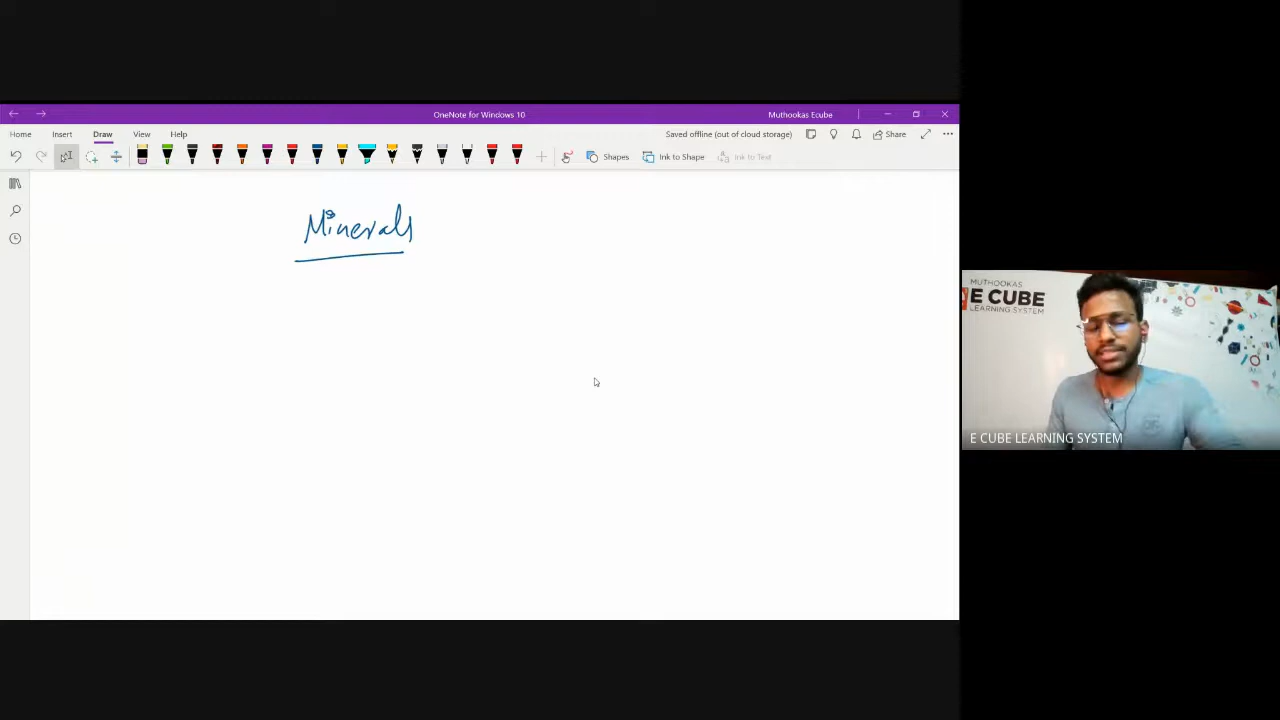 OneNote for Windows 10
Muthookas Ecube
Home Insert Draw View Help
Saved offline (out of cloud storage)
Share
Shapes
Ink to Shape
Ink to Text
Minerals
MUTHOOKAS
E CUBE
LEARNING SYSTEM
E CUBE LEARNING SYSTEM